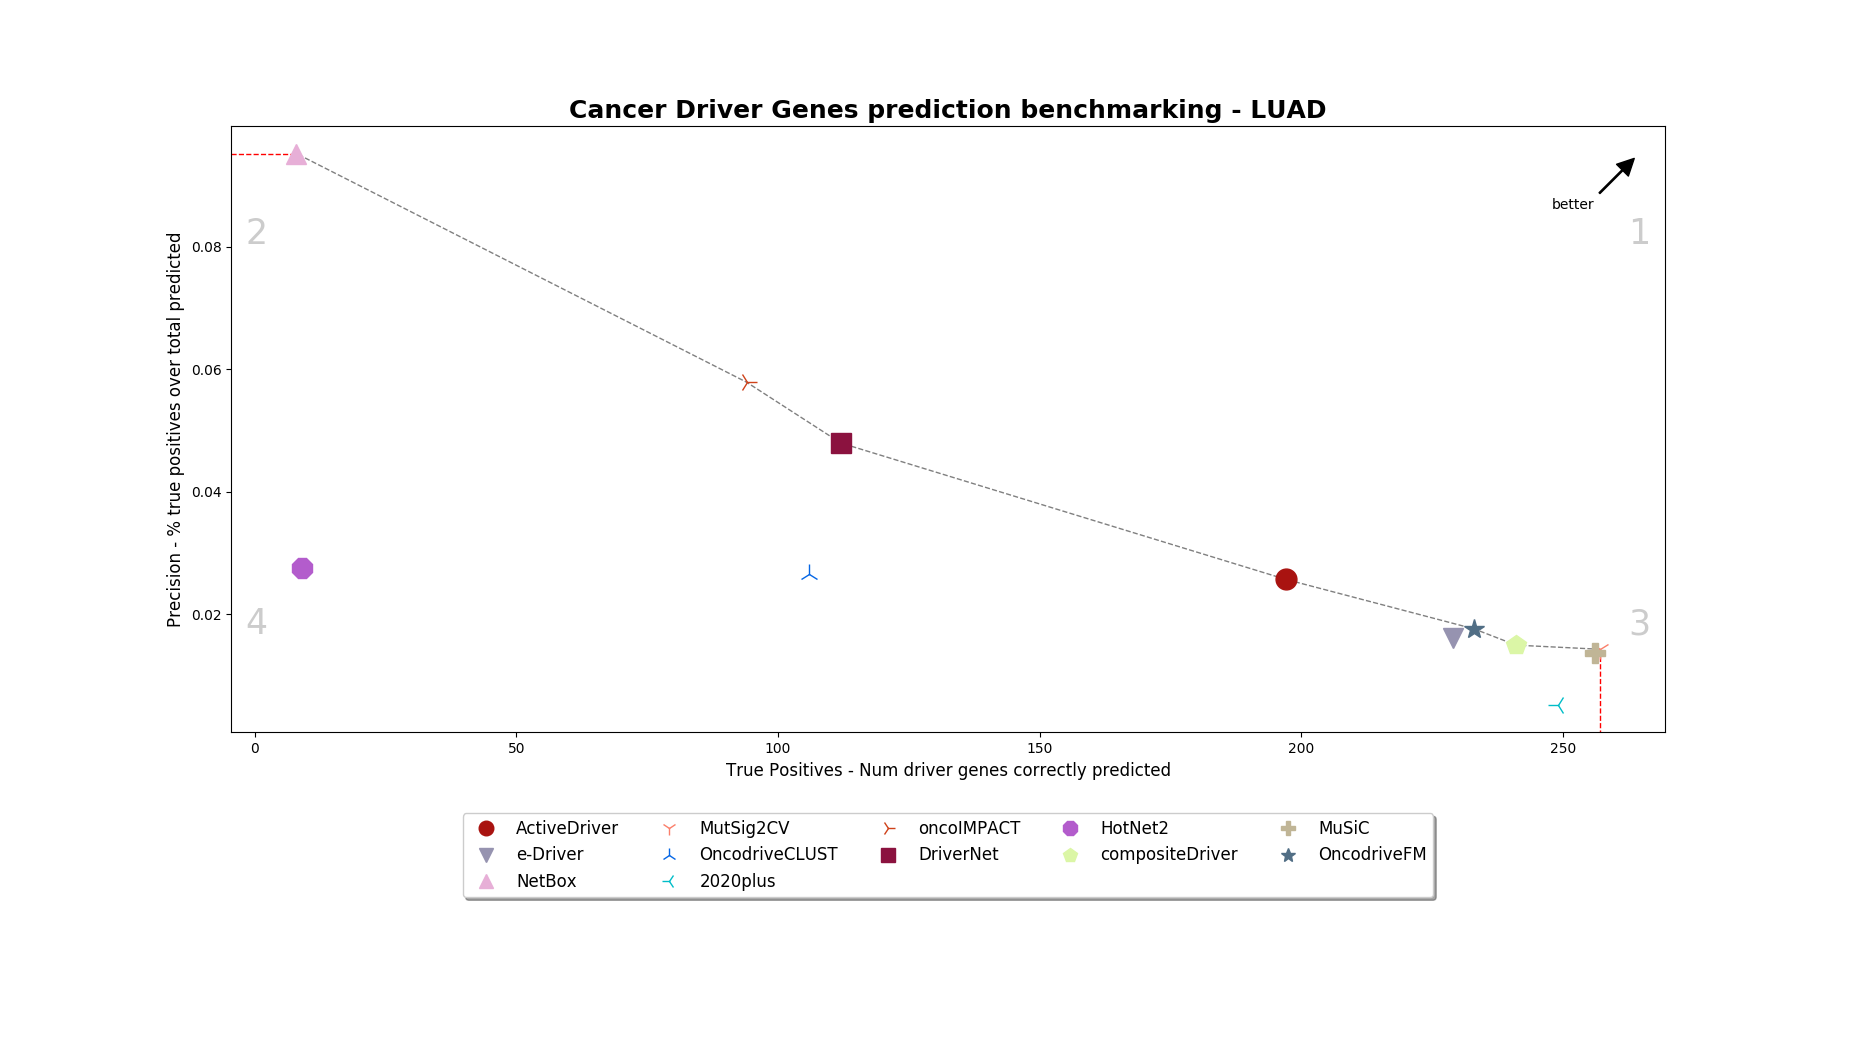 Cancer Driver Genes prediction benchmarking - LUAD
better
2
1
0.08
0.06
0.04
0.02
4
3
Precision - % true positives over total predicted
0 50 100 150 200 250
True Positives - Num driver genes correctly predicted
ActiveDriver MutSig2CV oncoIMPACT HotNet2 MuSiC
e-Driver OncodriveCLUST DriverNet compositeDriver OncodriveFM
NetBox 2020plus